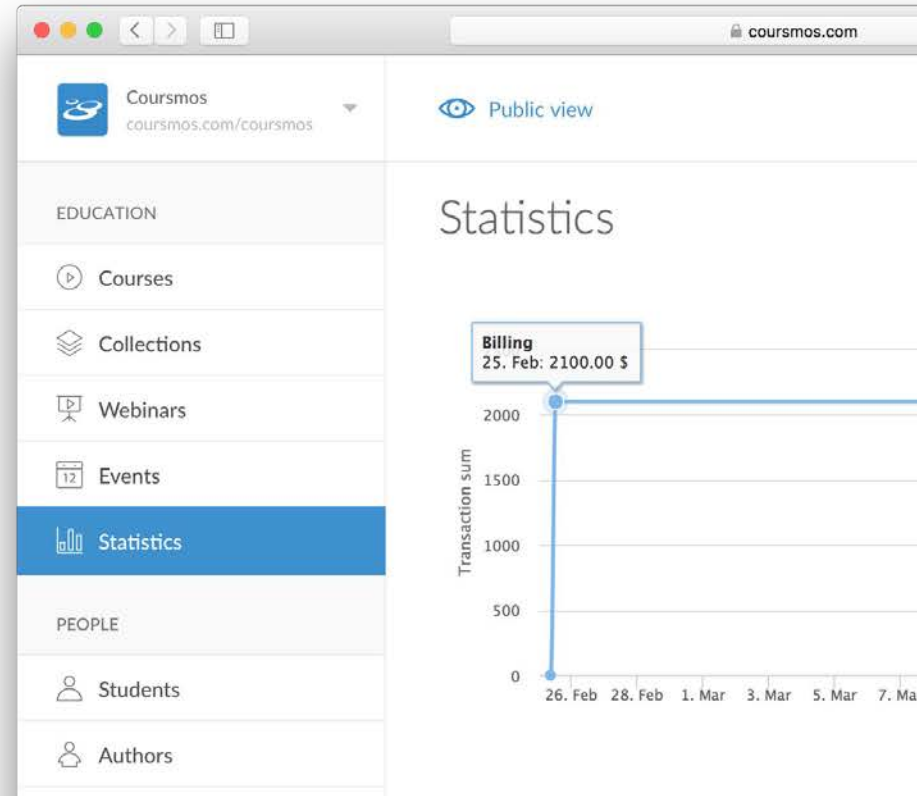 coursmos.com
Coursmos
coursmos.com/coursmos
Public view
EDUCATION
Courses
Collections
Webinars
12
Events
Statistics
PEOPLE
Students
Authors
Statistics
Billing
25. Feb: 2100.00 $
Transaction sum
2000
1500
1000
500
0
26. Feb 28. Feb 1. Mar 3. Mar 5. Mar 7. Ma